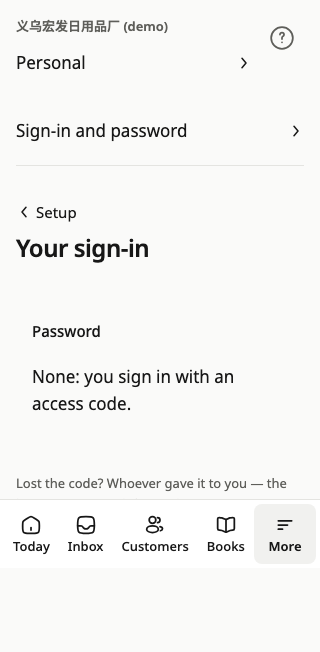 义乌宏发日用品厂 (demo)
Personal
Sign-in and password
Setup
Your sign-in
Password
None: you sign in with an
access code.
Lost the code? Whoever gave it to you — the
Today
Inbox
Customers
Books
More